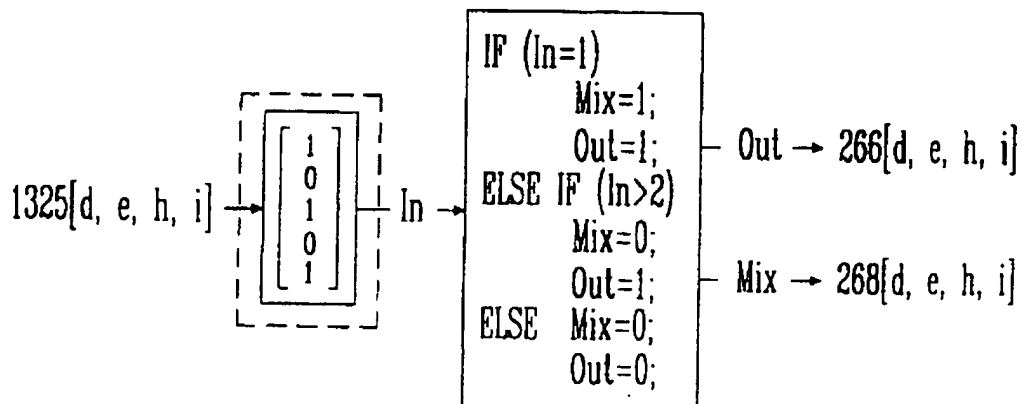 1325[d, e, h, i]
1
0
1
0
1
In
IF (In=1)
Mix=1;
Out=1;
ELSE IF (In>2)
Mix=0;
Out=1;
ELSE Mix=0;
Out=0;
Out → 266[d, e, h, i]
Mix → 268[d, e, h, i]